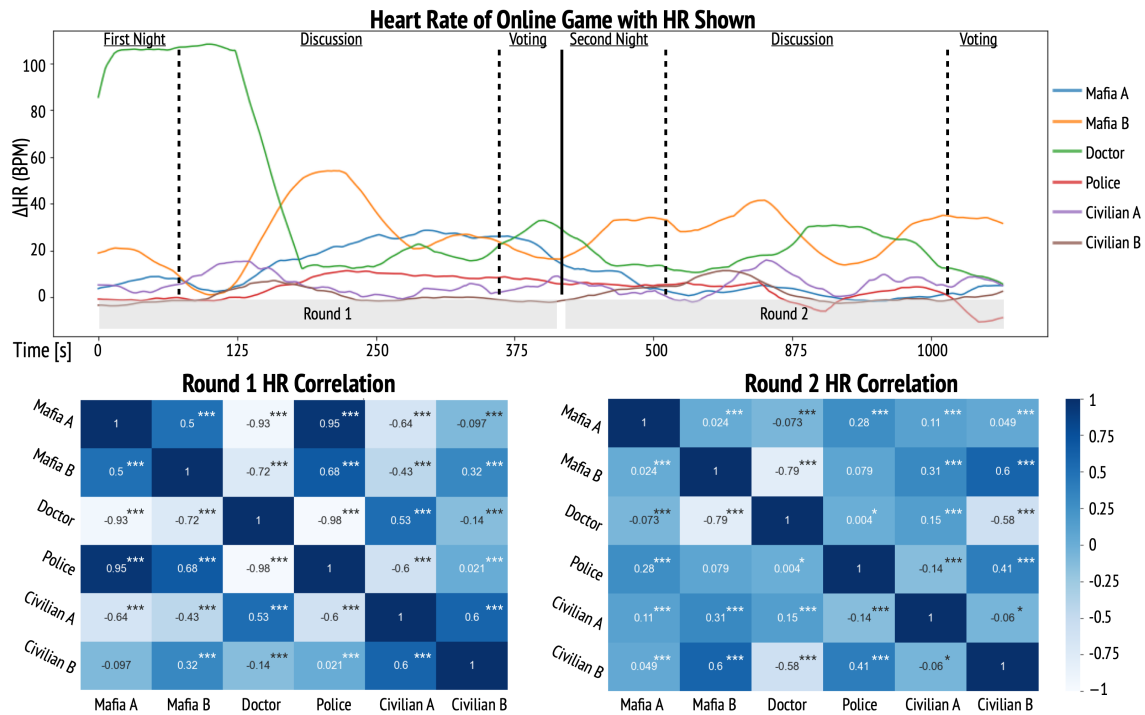 Heart Rate of Online Game with HR Shown
First Night Discussion Voting Second Night Discussion Voting
ΔHR (BPM)
100
80
60
40
20
0
Mafia A
Mafia B
Doctor
Police
Civilian A
Civilian B
Round 1 Round 2
Time [s] 0 125 250 375 500 875 1000
Round 1 HR Correlation
Mafia A 1 0.5*** -0.93*** 0.95*** -0.64*** -0.097***
Mafia B 0.5*** 1 -0.72*** 0.68*** -0.43*** 0.32***
Doctor -0.93*** -0.72*** 1 -0.98*** 0.53*** -0.14***
Police 0.95*** 0.68*** -0.98*** 1 -0.6*** 0.021***
Civilian A -0.64*** -0.43*** 0.53*** -0.6*** 1 0.6***
Civilian B -0.097 0.32*** -0.14*** 0.021*** 0.6*** 1
Mafia A Mafia B Doctor Police Civilian A Civilian B
Round 2 HR Correlation
Mafia A 1 0.024*** -0.073*** 0.28*** 0.11*** 0.049
Mafia B 0.024*** 1 -0.79*** 0.079 0.31*** 0.6***
Doctor -0.073*** -0.79*** 1 0.004* 0.15*** -0.58***
Police 0.28*** 0.079 0.004* 1 -0.14*** 0.41***
Civilian A 0.11*** 0.31*** 0.15*** -0.14*** 1 -0.06*
Civilian B 0.049*** 0.6*** -0.58*** 0.41*** -0.06* 1
Mafia A Mafia B Doctor Police Civilian A Civilian B
1
0.75
0.5
0.25
0
-0.25
-0.5
-0.75
−1